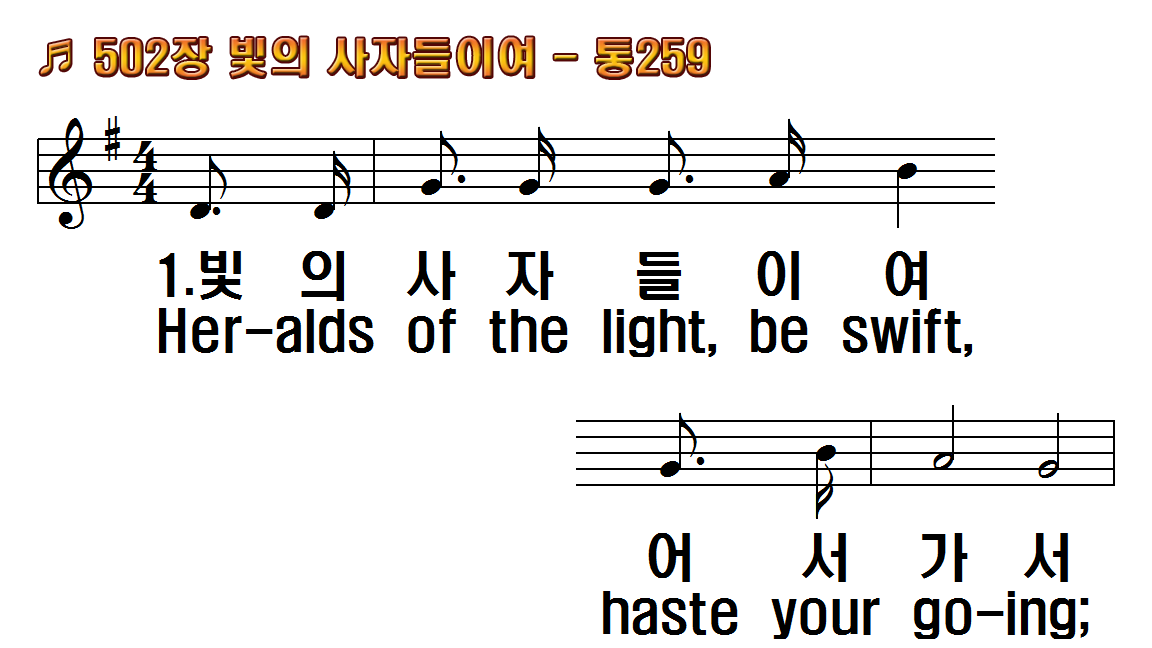 ♬ 502장 빛의 사자들이여 - 통259
4
4
1.빛 의 사 자 들 이 여
Her-alds of the light, be swift,
어 서 가 서
haste your go-ing;